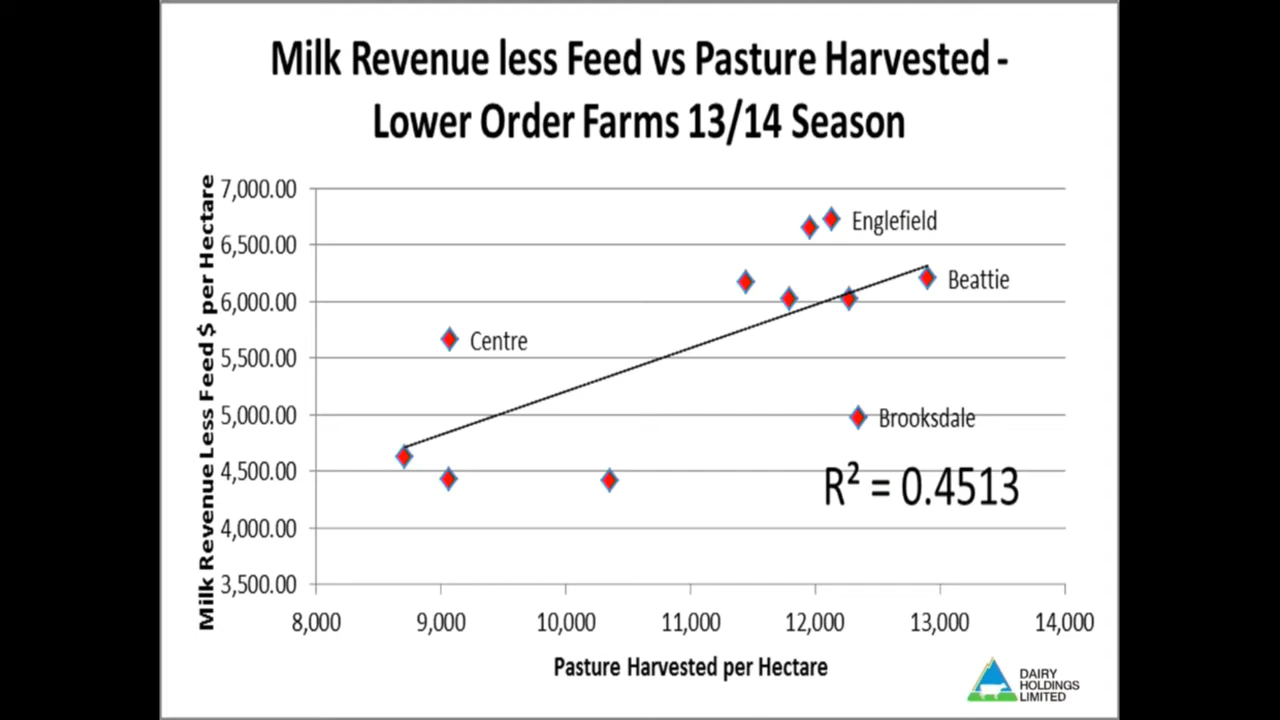 Milk Revenue less Feed vs Pasture Harvested -
Lower Order Farms 13/14 Season
Milk Revenue Less Feed $ per Hectare
7,000.00
6,500.00
6,000.00
5,500.00
5,000.00
4,500.00
4,000.00
3,500.00
Englefield
Beattie
Centre
Brooksdale
R² = 0.4513
8,000 9,000 10,000 11,000 12,000 13,000 14,000
Pasture Harvested per Hectare
DAIRY
HOLDINGS
LIMITED